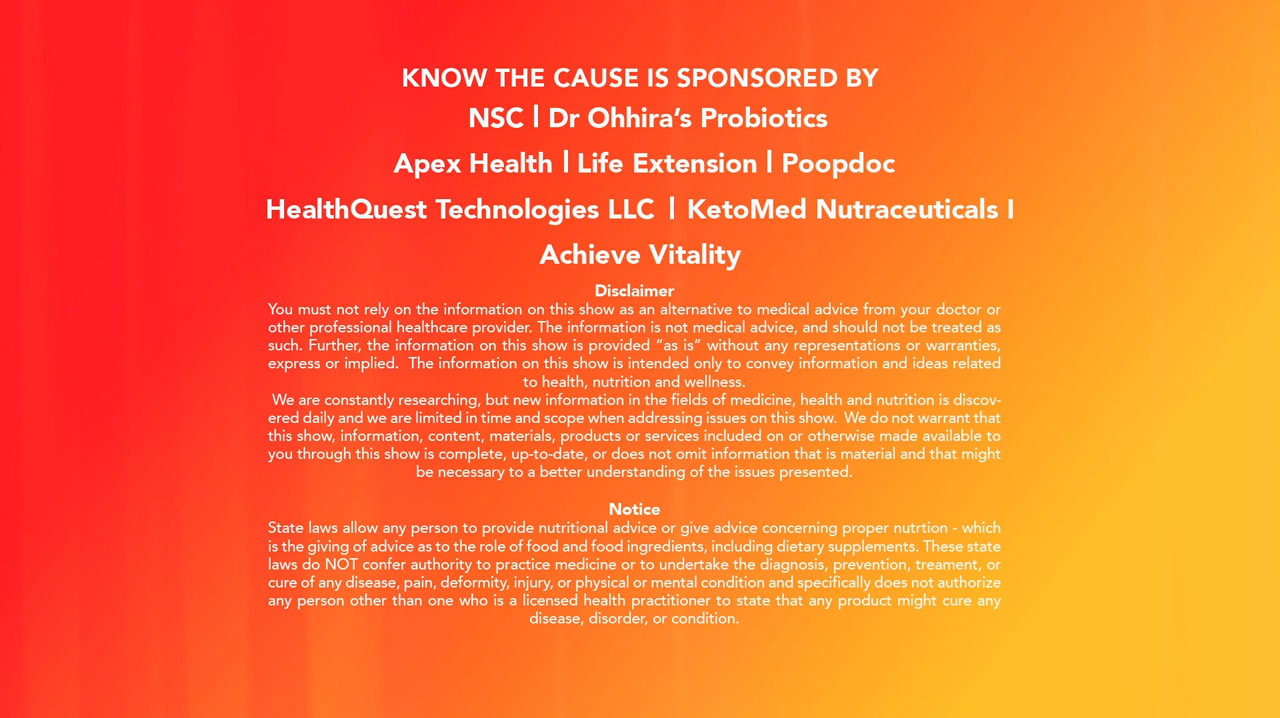 KNOW THE CAUSE IS SPONSORED BY
NSC | Dr Ohhira’s Probiotics
Apex Health | Life Extension | Poopdoc
HealthQuest Technologies LLC | KetoMed Nutraceuticals I
Achieve Vitality
Disclaimer
You must not rely on the information on this show as an alternative to medical advice from your doctor or
other professional healthcare provider. The information is not medical advice, and should not be treated as
such. Further, the information on this show is provided “as is” without any representations or warranties,
express or implied.  The information on this show is intended only to convey information and ideas related
to health, nutrition and wellness.
We are constantly researching, but new information in the fields of medicine, health and nutrition is discov-
ered daily and we are limited in time and scope when addressing issues on this show.  We do not warrant that
this show, information, content, materials, products or services included on or otherwise made available to
you through this show is complete, up-to-date, or does not omit information that is material and that might
be necessary to a better understanding of the issues presented.
Notice
State laws allow any person to provide nutritional advice or give advice concerning proper nutrtion - which
is the giving of advice as to the role of food and food ingredients, including dietary supplements. These state
laws do NOT confer authority to practice medicine or to undertake the diagnosis, prevention, treament, or
cure of any disease, pain, deformity, injury, or physical or mental condition and specifically does not authorize
any person other than one who is a licensed health practitioner to state that any product might cure any
disease, disorder, or condition.